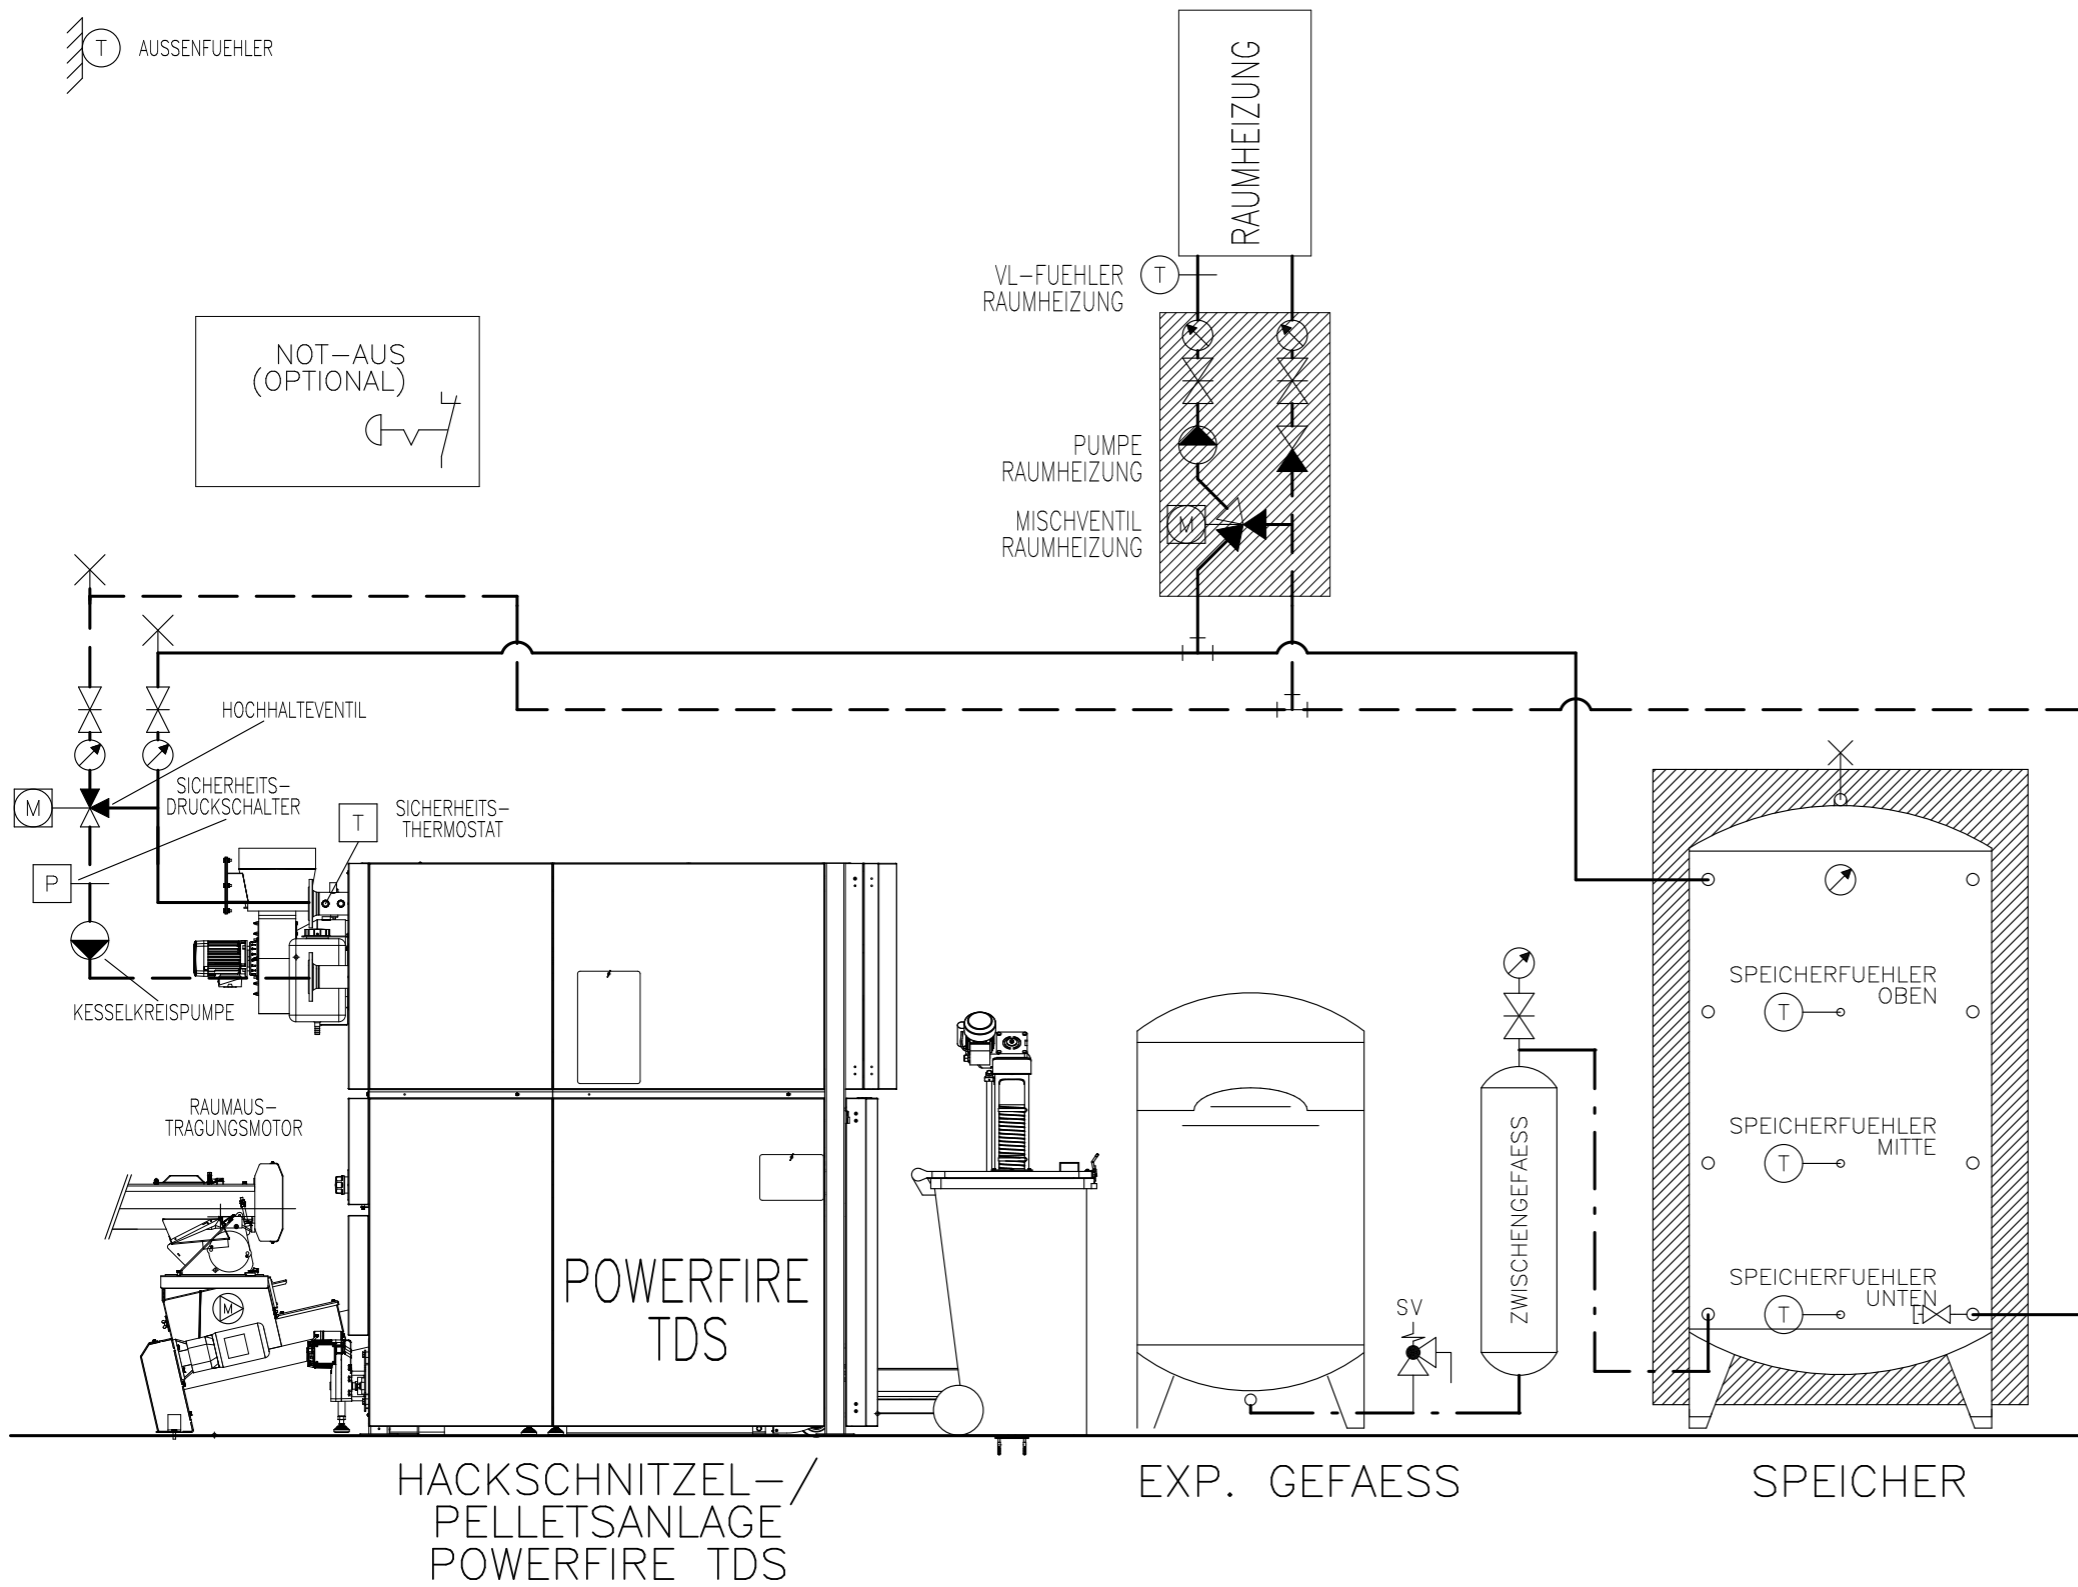 T AUSSENFUEHLER
RAUMHEIZUNG
VL-FUEHLER
RAUMHEIZUNG
T
NOT-AUS
(OPTIONAL)
PUMPE
RAUMHEIZUNG
MISCHVENTIL
RAUMHEIZUNG
M
HOCHHALTEVENTIL
SICHERHEITS-
DRUCKSCHALTER
M
P
T
SICHERHEITS-
THERMOSTAT
KESSELKREISPUMPE
RAUMAUS-
TRAGUNGSMOTOR
M
POWERFIRE
TDS
SV
ZWISCHENGEFAESS
SPEICHERFUEHLER
OBEN
T
SPEICHERFUEHLER
MITTE
T
SPEICHERFUEHLER
UNTEN
T
HACKSCHNITZEL-/
PELLETSANLAGE
POWERFIRE TDS
EXP. GEFAESS
SPEICHER